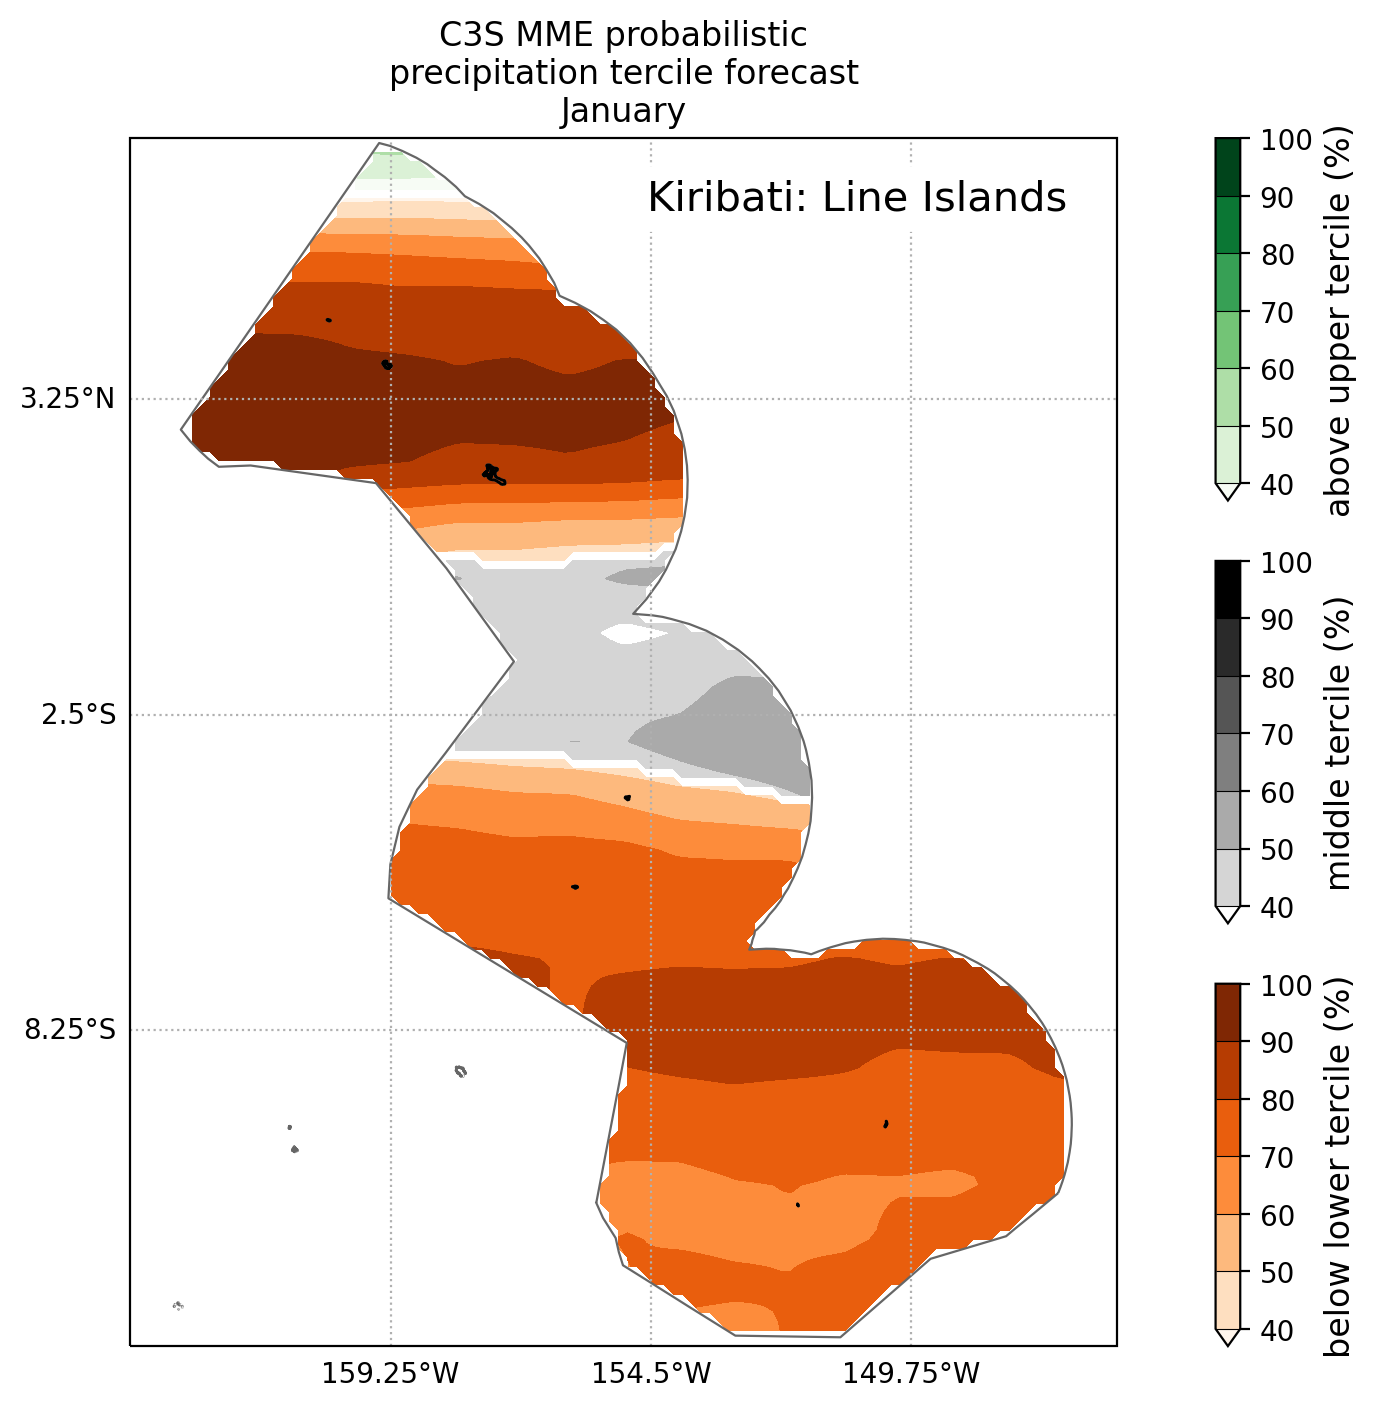 C3S MME probabilistic
precipitation tercile forecast
January
Kiribati: Line Islands
3.25°N
2.5°S
8.25°S
159.25°W
154.5°W
149.75°W
100
90
80
70
60
50
40
above upper tercile (%)
100
90
80
70
60
50
40
middle tercile (%)
100
90
80
70
60
50
40
below lower tercile (%)